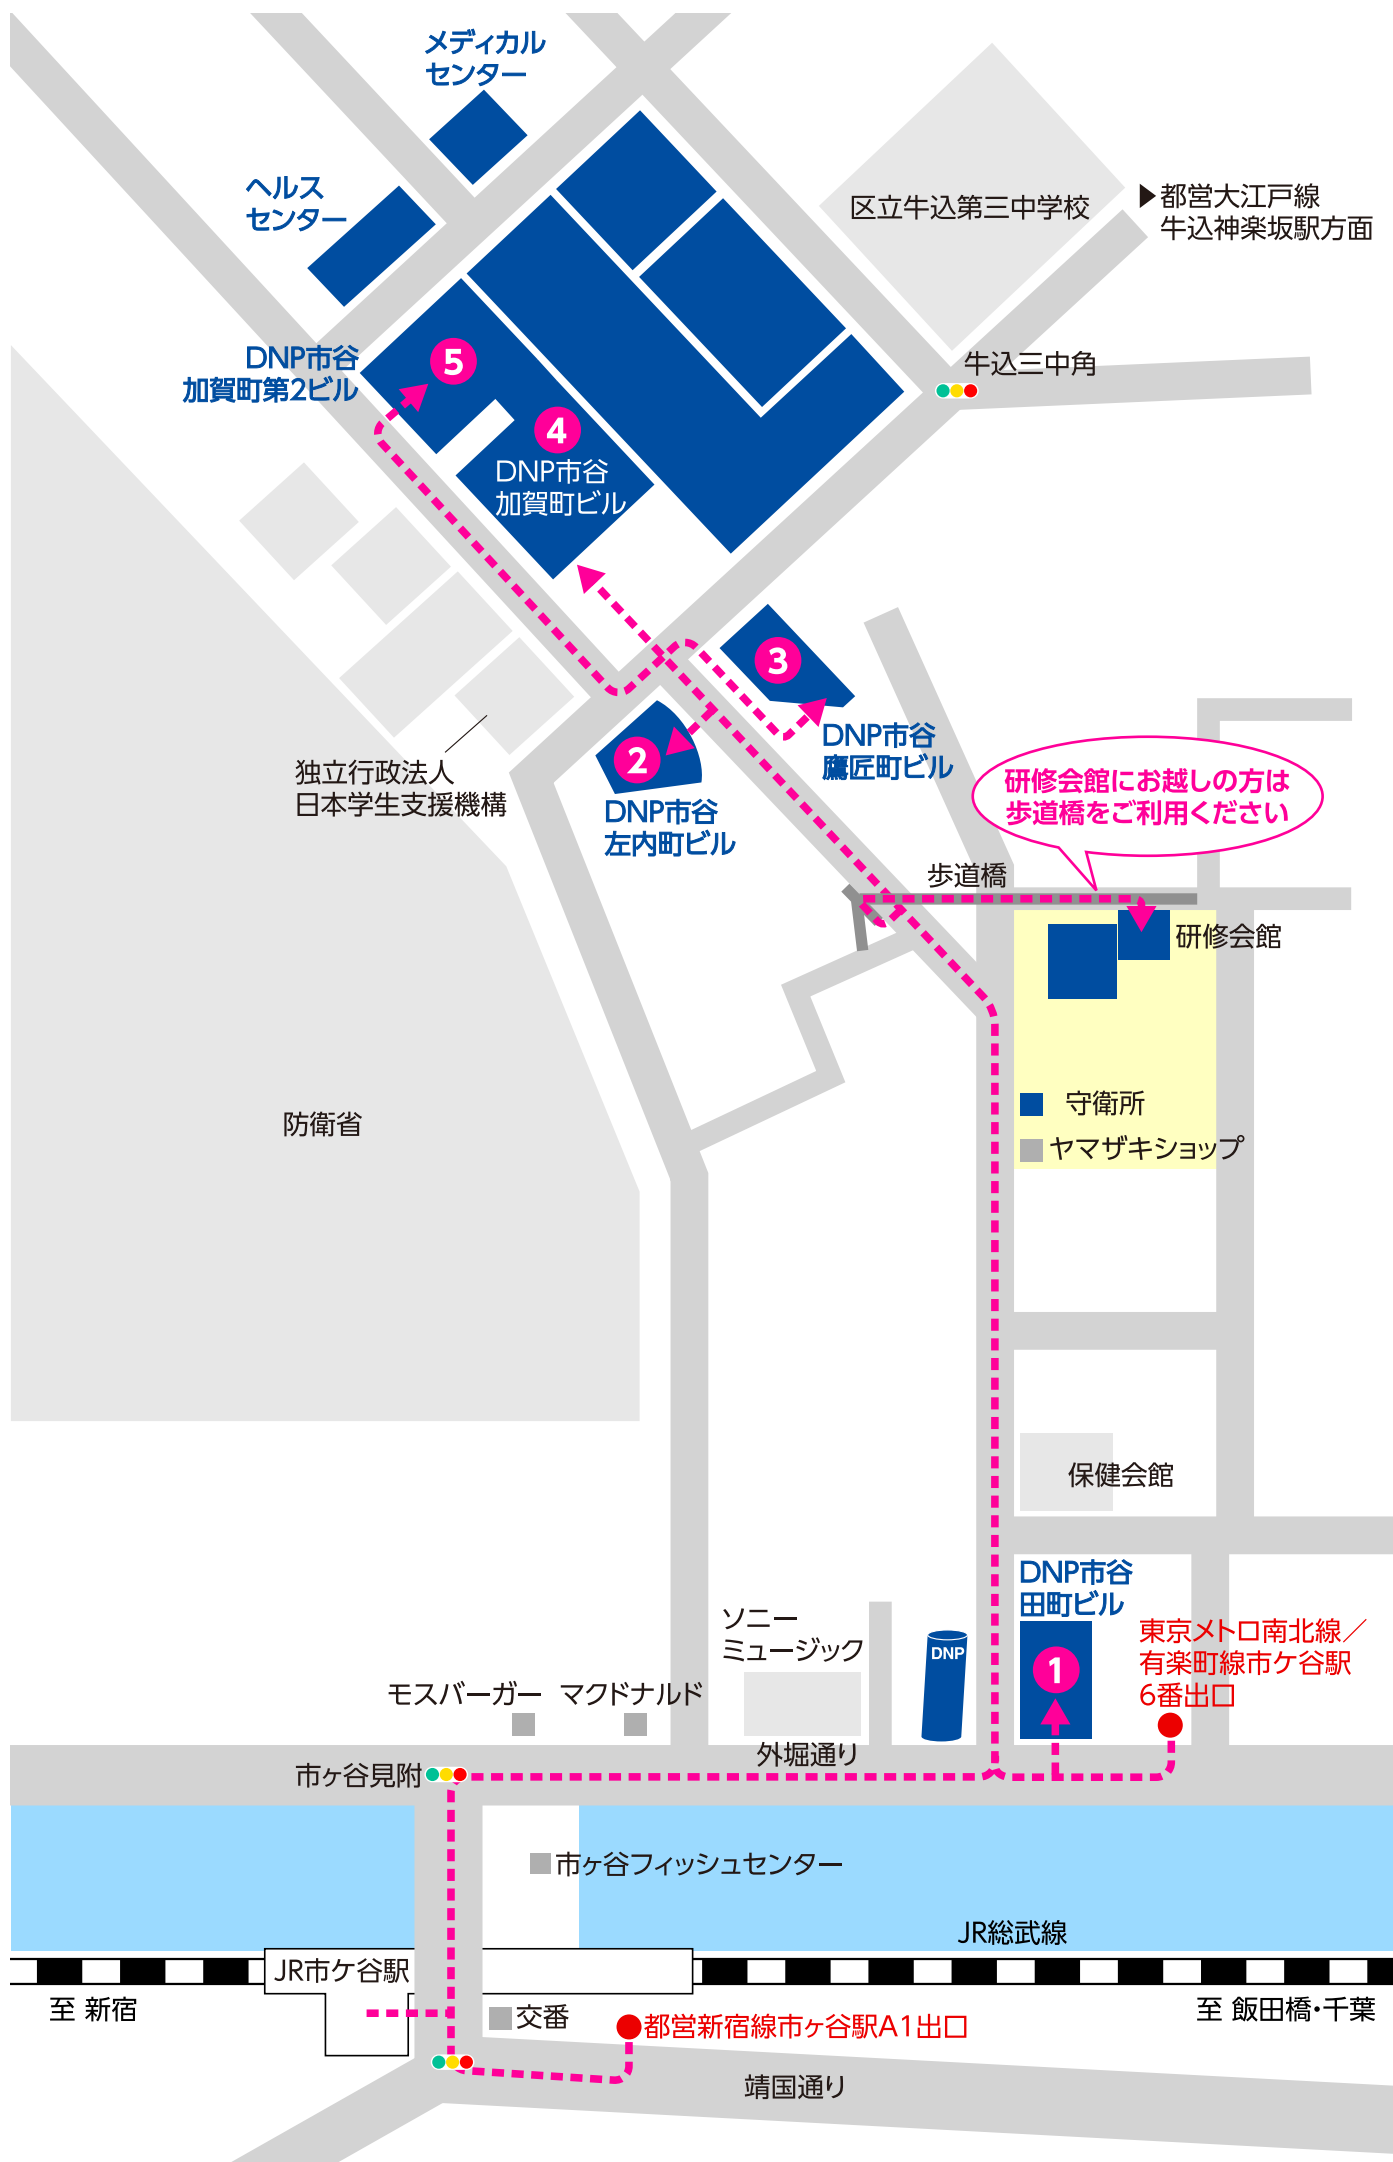 メディカル
センター
ヘルス
センター
区立牛込第三中学校
▶都営大江戸線
牛込神楽坂駅方面
DNP市谷
加賀町第2ビル
5
牛込三中角
4
DNP市谷
加賀町ビル
3
DNP市谷
鷹匠町ビル
2
DNP市谷
左内町ビル
独立行政法人
日本学生支援機構
研修会館にお越しの方は
歩道橋をご利用ください
歩道橋
研修会館
守衛所
ヤマザキショップ
防衛省
保健会館
DNP市谷
田町ビル
1
東京メトロ南北線／
有楽町線市ケ谷駅
6番出口
ソニー
ミュージック
DNP
モスバーガー
マクドナルド
外堀通り
市ヶ谷見附
市ヶ谷フィッシュセンター
JR総武線
JR市ケ谷駅
至 新宿
交番
至 飯田橋・千葉
都営新宿線市ヶ谷駅A1出口
靖国通り